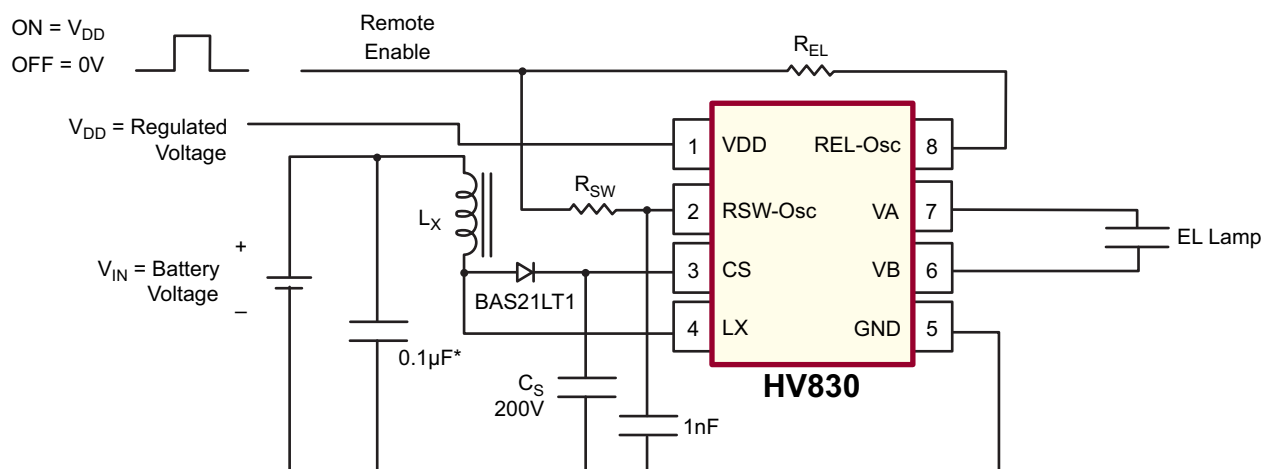 ON = VDD
OFF = 0V
Remote
Enable
REL
VDD = Regulated
Voltage
1
VDD
REL-Osc
8
RSW
2
RSW-Osc
VA
7
LX
EL Lamp
+
VIN = Battery
Voltage
–
3
CS
VB
6
BAS21LT1
4
LX
GND
5
0.1µF*
HV830
CS
200V
1nF